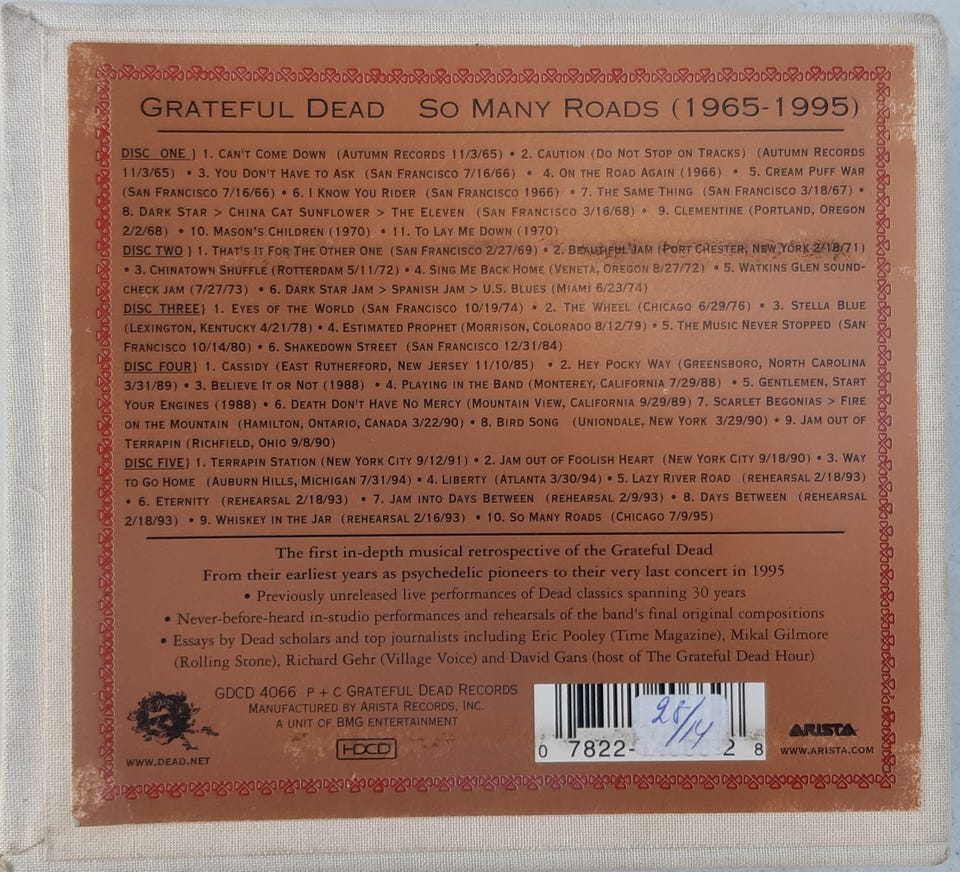 GRATEFUL DEAD SO MANY ROADS (1965-1995)
DISC ONE } 1. CAN'T COME DOWN (AUTUMN RECORDS 11/3/65) • 2. CAUTION (DO NOT STOP ON TRACKS) (AUTUMN RECORDS
11/3/65) • 3. YOU DON'T HAVE TO ASK (SAN FRANCISCO 7/16/66) • 4. ON THE ROAD AGAIN (1966) • 5. CREAM PUFF WAR
(SAN FRANCISCO 7/16/66) • 6. I KNOW YOU RIDER (SAN FRANCISCO 1966) • 7. THE SAME THING (SAN FRANCISCO 3/18/67) •
8. DARK STAR > CHINA CAT SUNFLOWER > THE ELEVEN (SAN FRANCISCO 3/16/68) • 9. CLEMENTINE (PORTLAND, OREGON
2/2/68) • 10. MASON'S CHILDREN (1970) • 11. TO LAY ME DOWN (1970)
DISC TWO } 1. THAT'S IT FOR THE OTHER ONE (SAN FRANCISCO 2/27/69) • 2. BEAUTIFUL JAM (PORT CHESTER, NEW YORK 2/18/71)
• 3. CHINATOWN SHUFFLE (ROTTERDAM 5/11/72) • 4. SING ME BACK HOME (VENETA, OREGON 8/27/72) • 5. WATKINS GLEN SOUND-
CHECK JAM (7/27/73) • 6. DARK STAR JAM > SPANISH JAM > U.S. BLUES (MIAMI 6/23/74)
DISC THREE} 1. EYES OF THE WORLD (SAN FRANCISCO 10/19/74) • 2. THE WHEEL (CHICAGO 6/29/76) • 3. STELLA BLUE
(LEXINGTON, KENTUCKY 4/21/78) • 4. ESTIMATED PROPHET (MORRISON, COLORADO 8/12/79) • 5. THE MUSIC NEVER STOPPED (SAN
FRANCISCO 10/14/80) • 6. SHAKEDOWN STREET (SAN FRANCISCO 12/31/84)
DISC FOUR} 1. CASSIDY (EAST RUTHERFORD, NEW JERSEY 11/10/85) • 2. HEY POCKY WAY (GREENSBORO, NORTH CAROLINA
3/31/89) • 3. BELIEVE IT OR NOT (1988) • 4. PLAYING IN THE BAND (MONTEREY, CALIFORNIA 7/29/88) • 5. GENTLEMEN, START
YOUR ENGINES (1988) • 6. DEATH DON'T HAVE NO MERCY (MOUNTAIN VIEW, CALIFORNIA 9/29/89) 7. SCARLET BEGONIAS > FIRE
ON THE MOUNTAIN (HAMILTON, ONTARIO, CANADA 3/22/90) • 8. BIRD SONG (UNIONDALE, NEW YORK 3/29/90) • 9. JAM OUT OF
TERRAPIN (RICHFIELD, OHIO 9/8/90)
DISC FIVE} 1. TERRAPIN STATION (NEW YORK CITY 9/12/91) • 2. JAM OUT OF FOOLISH HEART (NEW YORK CITY 9/18/90) • 3. WAY
TO GO HOME (AUBURN HILLS, MICHIGAN 7/31/94) • 4. LIBERTY (ATLANTA 3/30/94) • 5. LAZY RIVER ROAD (REHEARSAL 2/18/93)
• 6. ETERNITY (REHEARSAL 2/18/93) • 7. JAM INTO DAYS BETWEEN (REHEARSAL 2/9/93) • 8. DAYS BETWEEN (REHEARSAL
2/18/93) • 9. WHISKEY IN THE JAR (REHEARSAL 2/16/93) • 10. SO MANY ROADS (CHICAGO 7/9/95)
The first in-depth musical retrospective of the Grateful Dead
From their earliest years as psychedelic pioneers to their very last concert in 1995
• Previously unreleased live performances of Dead classics spanning 30 years
• Never-before-heard in-studio performances and rehearsals of the band's final original compositions
• Essays by Dead scholars and top journalists including Eric Pooley (Time Magazine), Mikal Gilmore
(Rolling Stone), Richard Gehr (Village Voice) and David Gans (host of The Grateful Dead Hour)
GDCD 4066 P + C GRATEFUL DEAD RECORDS
MANUFACTURED BY ARISTA RECORDS, INC.
A UNIT OF BMG ENTERTAINMENT
HDCD
WWW.DEAD.NET
28/14
0 7822- 2 8
ARISTA
WWW.ARISTA.COM